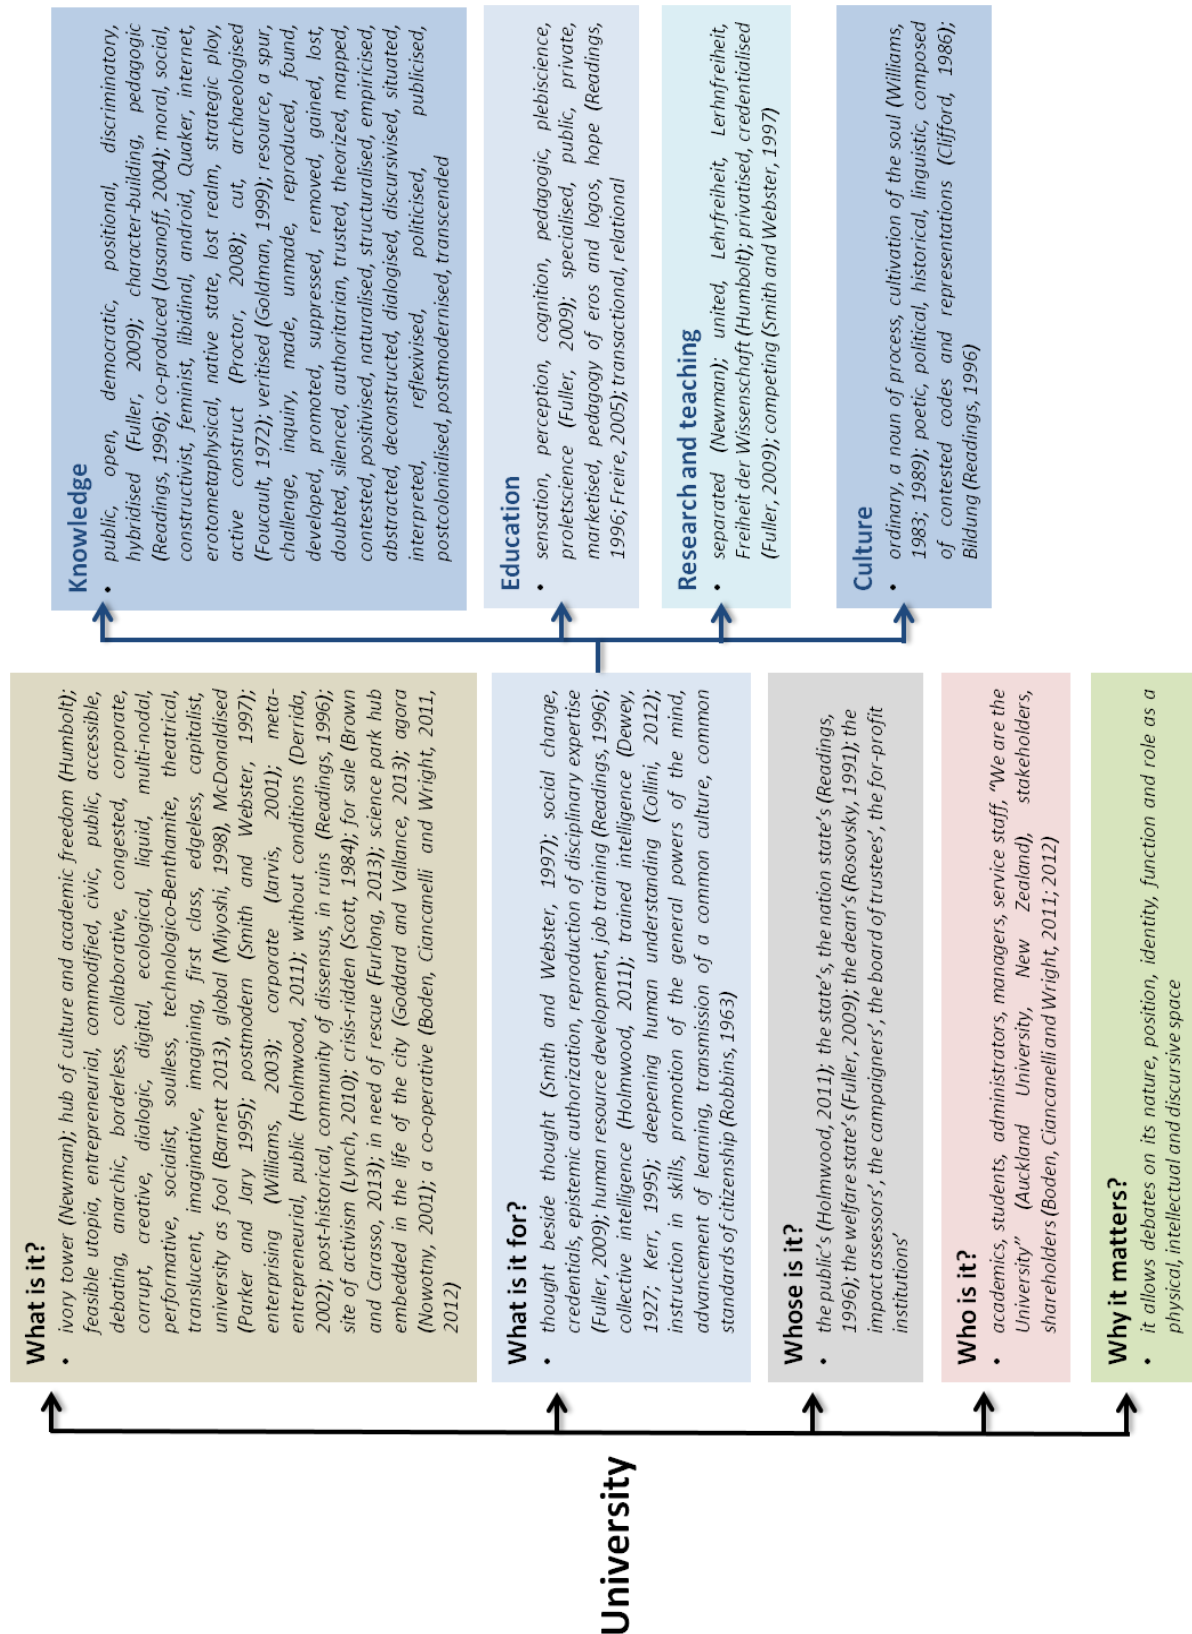 University
What is it?
• ivory tower (Newman); hub of culture and academic freedom (Humbolt);
feasible utopia, entrepreneurial, commodified, civic, public, accessible,
debating, anarchic, borderless, collaborative, congested, corporate,
corrupt, creative, dialogic, digital, ecological, liquid, multi-nodal,
performative, socialist, soulless, technologico-Benthamite, theatrical,
translucent, imaginative, imagining, first class, edgeless, capitalist,
university as fool (Barnett 2013), global (Miyoshi, 1998), McDonaldised
(Parker and Jary 1995); postmodern (Smith and Webster, 1997);
enterprising (Williams, 2003); corporate (Jarvis, 2001); meta-
entrepreneurial, public (Holmwood, 2011); without conditions (Derrida,
2002); post-historical, community of dissensus, in ruins (Readings, 1996);
site of activism (Lynch, 2010); crisis-ridden (Scott, 1984); for sale (Brown
and Carasso, 2013); in need of rescue (Furlong, 2013); science park hub
embedded in the life of the city (Goddard and Vallance, 2013); agora
(Nowotny, 2001); a co-operative (Boden, Ciancanelli and Wright, 2011,
2012)
What is it for?
• thought beside thought (Smith and Webster, 1997); social change,
credentials, epistemic authorization, reproduction of disciplinary expertise
(Fuller, 2009); human resource development, job training (Readings, 1996);
collective intelligence (Holmwood, 2011); trained intelligence (Dewey,
1927; Kerr, 1995); deepening human understanding (Collini, 2012);
instruction in skills, promotion of the general powers of the mind,
advancement of learning, transmission of a common culture, common
standards of citizenship (Robbins, 1963)
Whose is it?
• the public's (Holmwood, 2011); the state's, the nation state's (Readings,
1996); the welfare state's (Fuller, 2009); the dean's (Rosovsky, 1991); the
impact assessors', the campaigners', the board of trustees', the for-profit
institutions'
Who is it?
• academics, students, administrators, managers, service staff, "We are the
University" (Auckland University, New Zealand), stakeholders,
shareholders (Boden, Ciancanelli and Wright, 2011; 2012)
Why it matters?
• it allows debates on its nature, position, identity, function and role as a
physical, intellectual and discursive space
Knowledge
• public, open, democratic, positional, discriminatory,
hybridised (Fuller, 2009); character-building, pedagogic
(Readings, 1996); co-produced (Jasanoff, 2004); moral, social,
constructivist, feminist, libidinal, android, Quaker, internet,
erotometaphysical, native state, lost realm, strategic ploy,
active construct (Proctor, 2008); cut, archaeologised
(Foucault, 1972); veritised (Goldman, 1999); resource, a spur,
challenge, inquiry, made, unmade, reproduced, found,
developed, promoted, suppressed, removed, gained, lost,
doubted, silenced, authoritarian, trusted, theorized, mapped,
contested, positivised, naturalised, structuralised, empiricised,
abstracted, deconstructed, dialogised, discursivised, situated,
interpreted, reflexivised, politicised, publicised,
postcolonialised, postmodernised, transcended
Education
• sensation, perception, cognition, pedagogic, plebiscience,
proletscience (Fuller, 2009); specialised, public, private,
marketised, pedagogy of eros and logos, hope (Readings,
1996; Freire, 2005); transactional, relational
Research and teaching
• separated (Newman); united, Lehrfreiheit, Lerhnfreiheit,
Freiheit der Wissenschaft (Humbolt); privatised, credentialised
(Fuller, 2009); competing (Smith and Webster, 1997)
Culture
• ordinary, a noun of process, cultivation of the soul (Williams,
1983; 1989); poetic, political, historical, linguistic, composed
of contested codes and representations (Clifford, 1986);
Bildung (Readings, 1996)